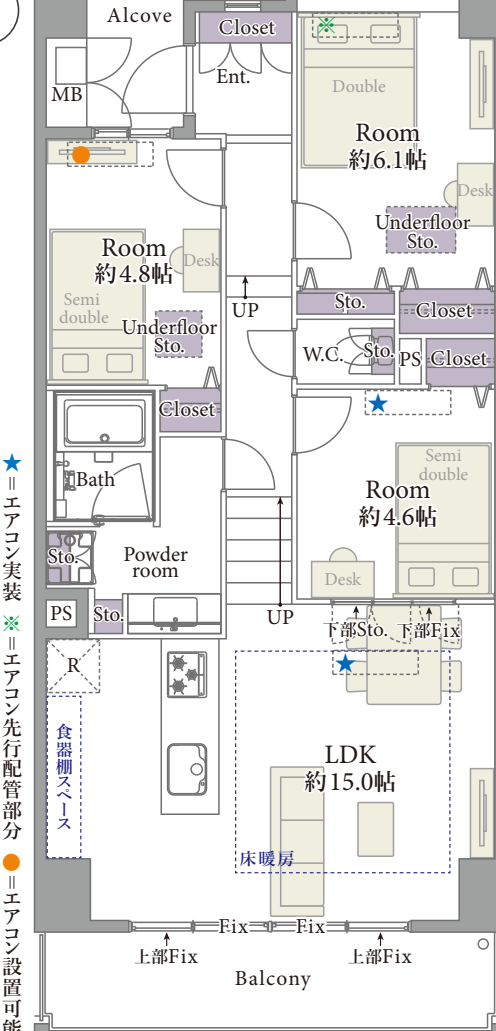 Alcove
Closet
Ent.
MB
Double
Room
約6.1帖
Desk
Underfloor
Sto.
Room
約4.8帖
Desk
Semi
double
Underfloor
Sto.
UP
Sto.
Closet
W.C.
Sto.
PS
Closet
Closet
Bath
Semi
double
Room
約4.6帖
Desk
Sto.
Powder
room
PS
Sto.
UP
下部Sto.
下部Fix
R
食器棚スペース
LDK
約15.0帖
床暖房
Fix
Fix
上部Fix
上部Fix
Balcony
★=エアコン実装 ※=エアコン先行配管部分 ●=エアコン設置可能